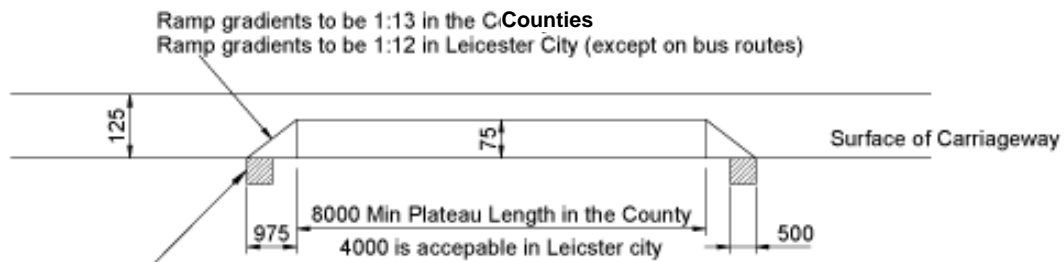 Ramp gradients to be 1:13 in the Counties
Ramp gradients to be 1:12 in Leicester City (except on bus routes)
125
75
Surface of Carriageway
8000 Min Plateau Length in the County
975
4000 is accepable in Leicster city
500